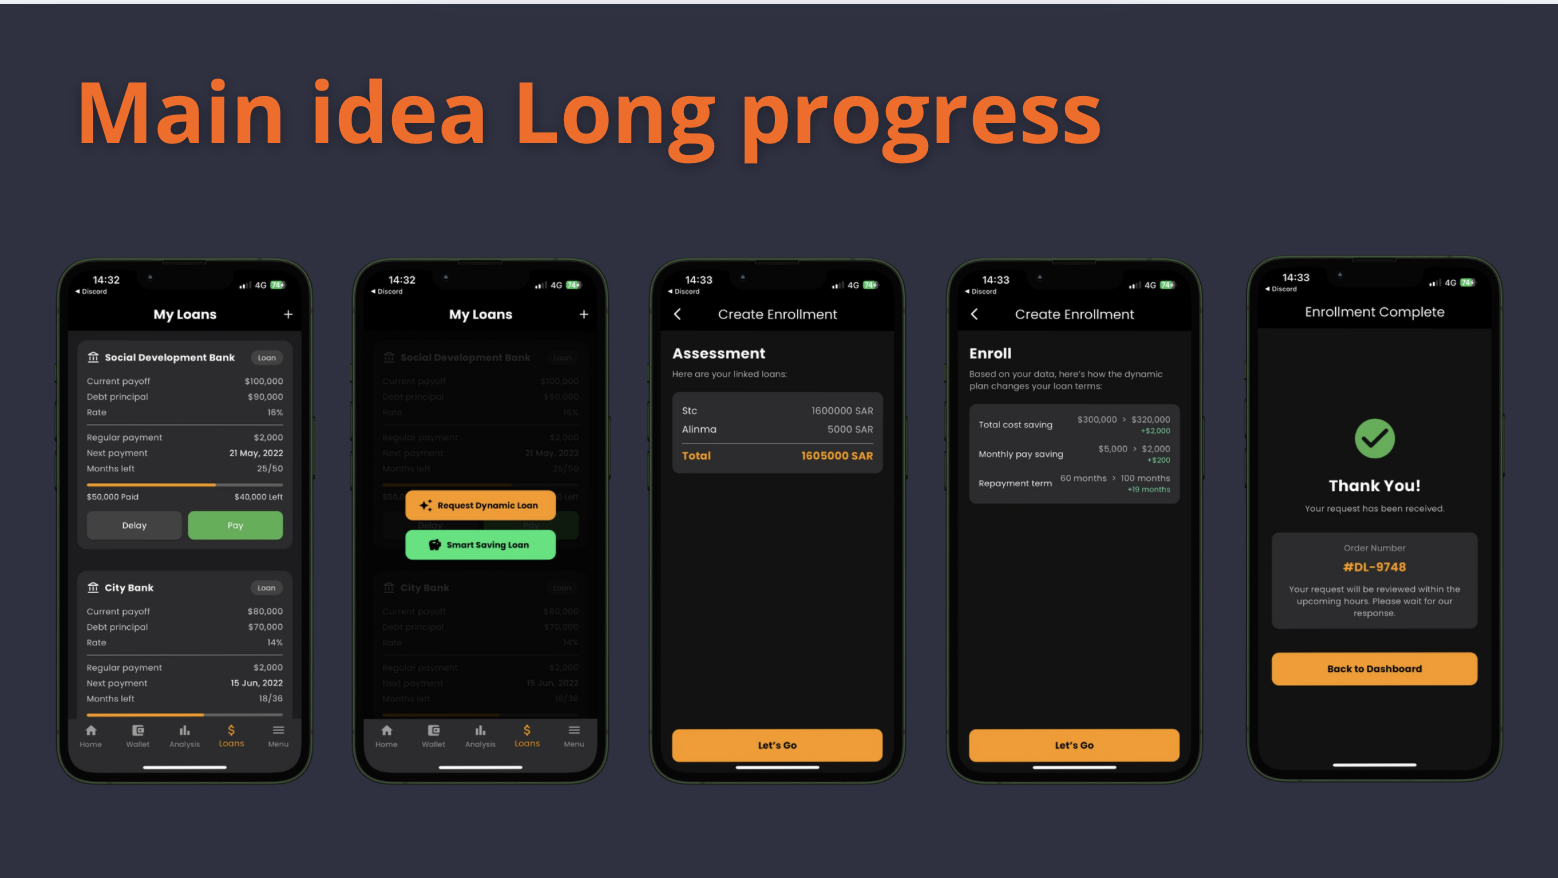 Main idea Long progress
14:32
◄ Discord
4G 74
My Loans +
Social Development Bank Loan
Current payoff $100,000
Debt principal $90,000
Rate 16%
Regular payment $2,000
Next payment 21 May, 2022
Months left 25/50
$50,000 Paid $40,000 Left
Delay Pay
City Bank Loan
Current payoff $80,000
Debt principal $70,000
Rate 14%
Regular payment $2,000
Next payment 15 Jun, 2022
Months left 18/36
Home Wallet Analysis Loans Menu
14:32
◄ Discord
4G 74
My Loans +
Social Development Bank Loan
Current payoff $100,000
Debt principal $90,000
Rate 16%
Regular payment $2,000
Next payment 21 May, 2022
Months left 25/50
Request Dynamic Loan
Delay Pay
Smart Saving Loan
City Bank Loan
Current payoff $80,000
Debt principal $70,000
Rate 14%
Regular payment $2,000
Next payment 15 Jun, 2022
Months left 18/36
Home Wallet Analysis Loans Menu
14:33
◄ Discord
4G 74
Create Enrollment
Assessment
Here are your linked loans:
Stc 1600000 SAR
Alinma 5000 SAR
Total 1605000 SAR
Let's Go
14:33
◄ Discord
4G 74
Create Enrollment
Enroll
Based on your data, here's how the dynamic
plan changes your loan terms:
Total cost saving $300,000 > $320,000
+$2,000
Monthly pay saving $5,000 > $2,000
+$200
Repayment term 60 months > 100 months
+19 months
Let's Go
14:33
◄ Discord
4G 74
Enrollment Complete
Thank You!
Your request has been received.
Order Number
#DL-9748
Your request will be reviewed within the
upcoming hours. Please wait for our
response.
Back to Dashboard